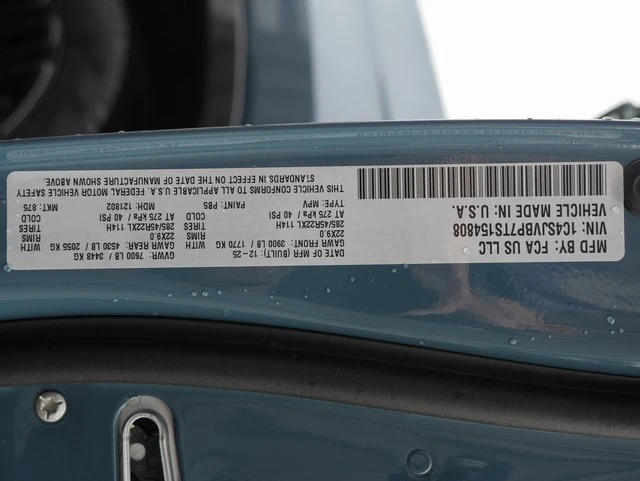 MFD BY: FCA US LLC
VIN: 1C4SJVBP7TS154808
VEHICLE MADE IN: U.S.A.
DATE OF MFR (BUILT): 12-25
GAWR FRONT: 3900 LB / 1770 KG
22X9.0
285/45R22XL 114H
AT 275 kPa / 40 PSI
TYPE: MPV
GVWR: 7600 LB / 3448 KG
GAWR REAR: 4530 LB / 2055 KG
22X9.0
285/45R22XL 114H
AT 275 kPa / 40 PSI
MDH: 121802
WITH
TIRES
COLD
PAINT: PBS
WITH
TIRES
COLD
MKT: 875
THIS VEHICLE CONFORMS TO ALL APPLICABLE U.S.A. FEDERAL MOTOR VEHICLE SAFETY
STANDARDS IN EFFECT ON THE DATE OF MANUFACTURE SHOWN ABOVE.